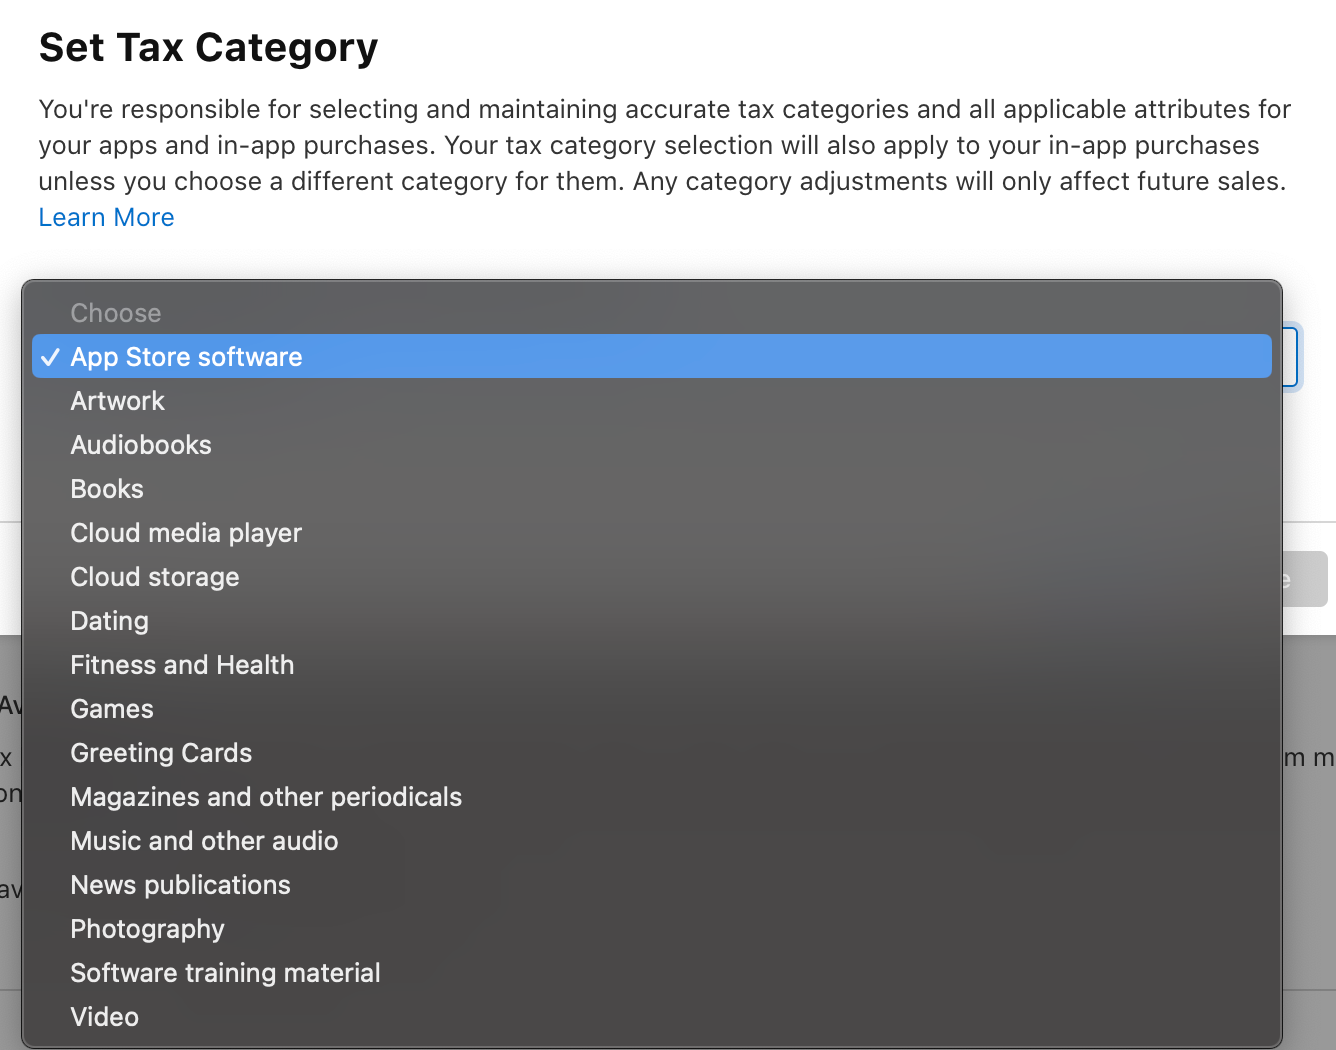 Set Tax Category
You're responsible for selecting and maintaining accurate tax categories and all applicable attributes for
your apps and in-app purchases. Your tax category selection will also apply to your in-app purchases
unless you choose a different category for them. Any category adjustments will only affect future sales.
Learn More
Choose
✓ App Store software
Artwork
Audiobooks
Books
Cloud media player
Cloud storage
Dating
Fitness and Health
Games
Greeting Cards
Magazines and other periodicals
Music and other audio
News publications
Photography
Software training material
Video